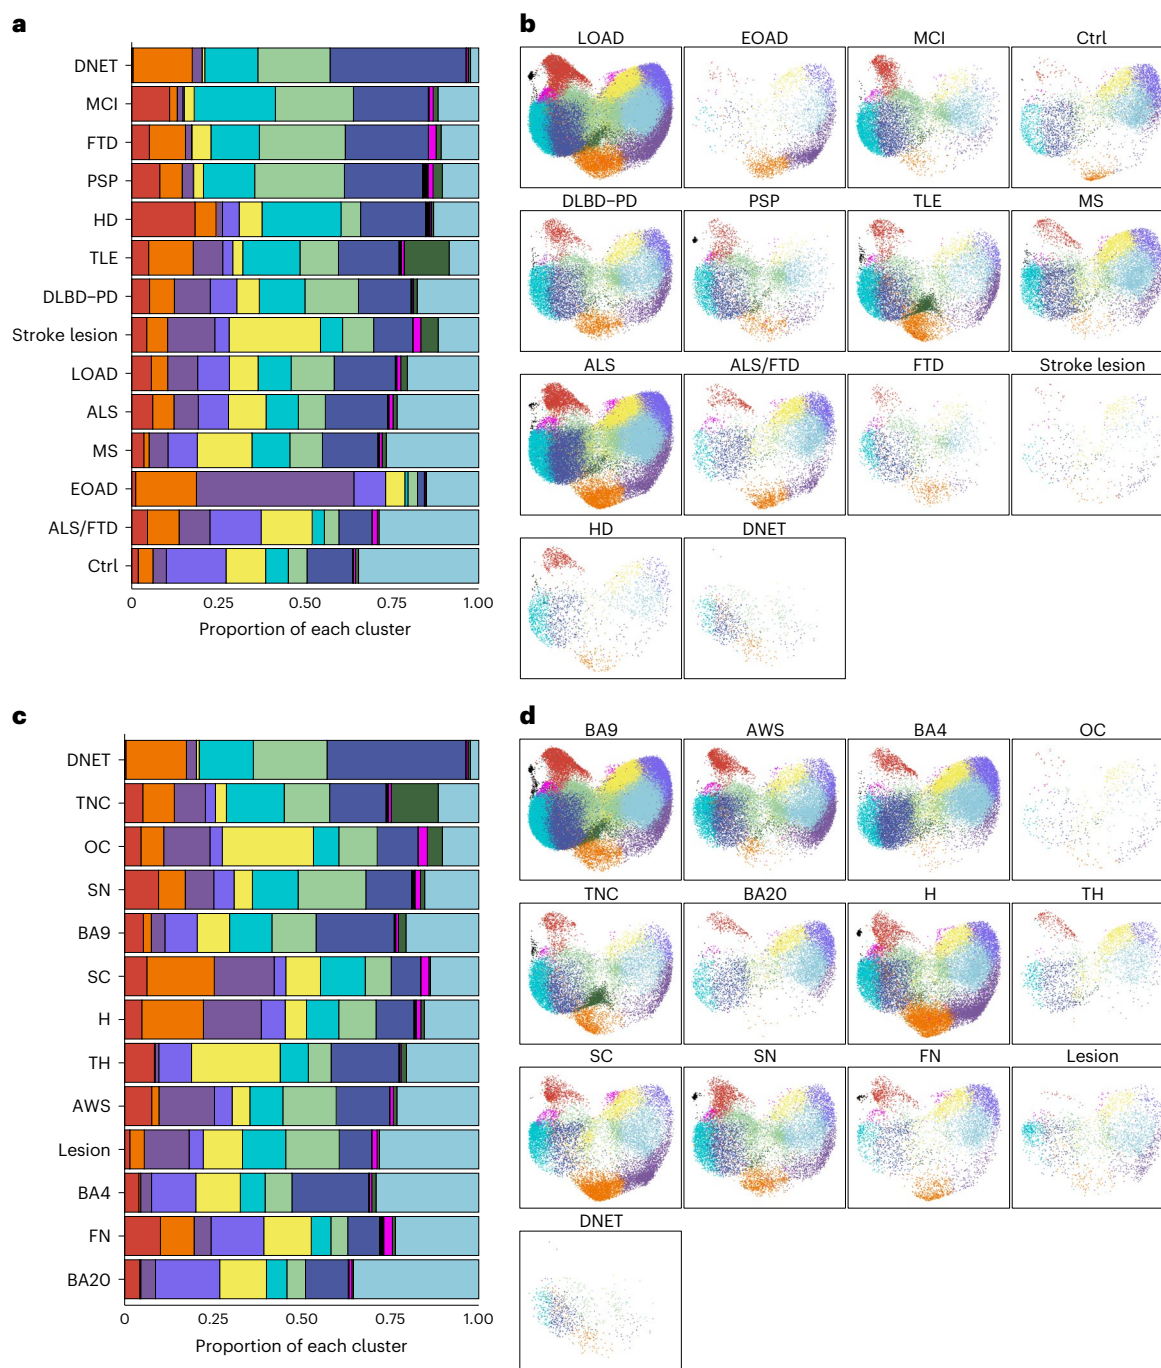 a
DNET
MCI
FTD
PSP
HD
TLE
DLBD–PD
Stroke lesion
LOAD
ALS
MS
EOAD
ALS/FTD
Ctrl
0 0.25 0.50 0.75 1.00
Proportion of each cluster
b
LOAD EOAD MCI Ctrl
DLBD–PD PSP TLE MS
ALS ALS/FTD FTD Stroke lesion
HD DNET
c
DNET
TNC
OC
SN
BA9
SC
H
TH
AWS
Lesion
BA4
FN
BA20
0 0.25 0.50 0.75 1.00
Proportion of each cluster
d
BA9 AWS BA4 OC
TNC BA20 H TH
SC SN FN Lesion
DNET